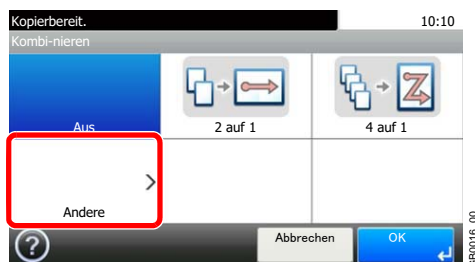 Kopierbereit. 10:10
Kombi-nieren
Aus 2 auf 1 4 auf 1
Andere
? Abbrechen OK